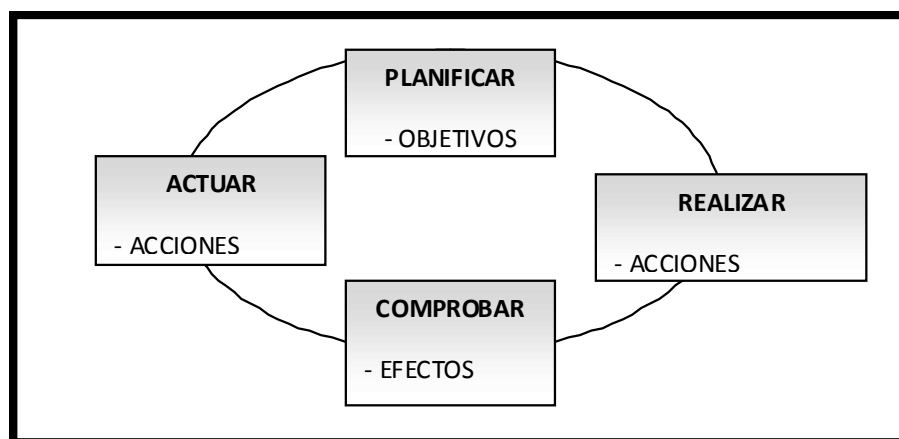 PLANIFICAR
- OBJETIVOS
ACTUAR
- ACCIONES
REALIZAR
- ACCIONES
COMPROBAR
- EFECTOS